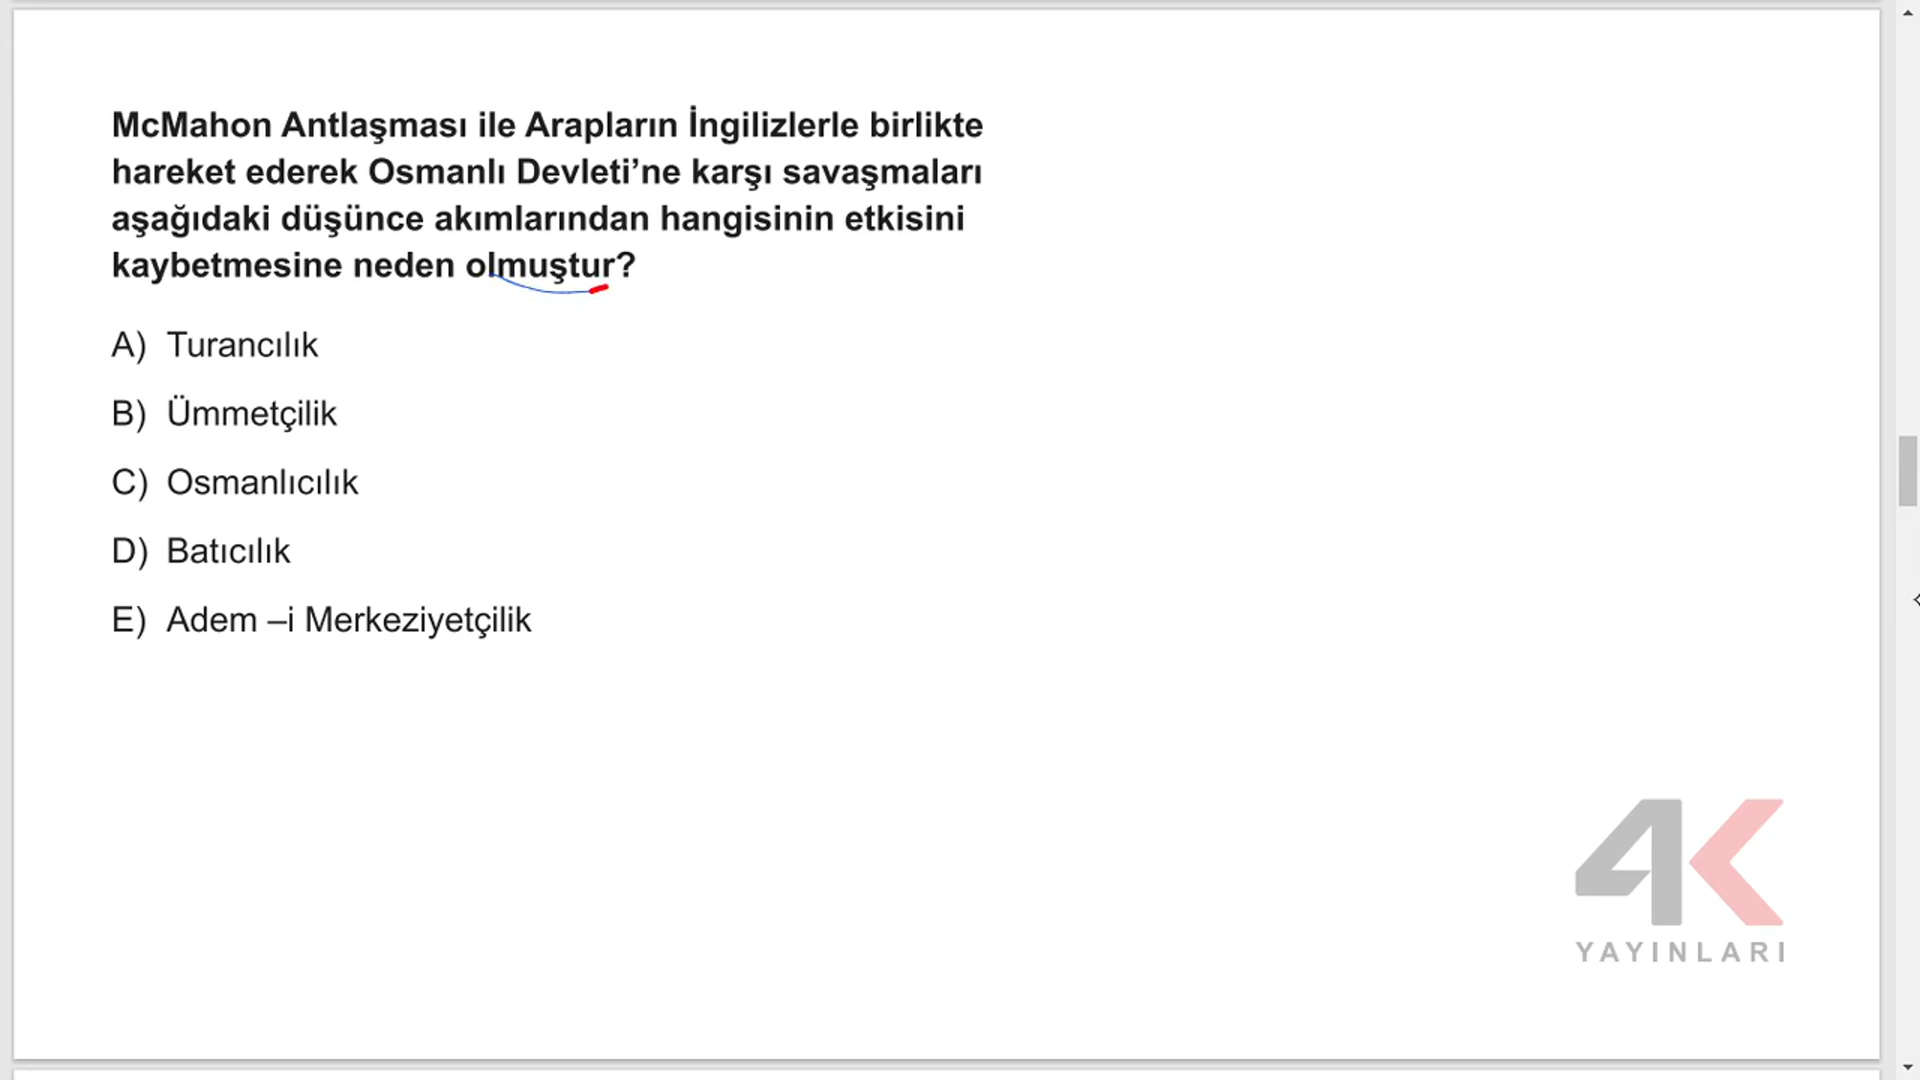 McMahon Antlaşması ile Arapların İngilizlerle birlikte
hareket ederek Osmanlı Devleti’ne karşı savaşmaları
aşağıdaki düşünce akımlarından hangisinin etkisini
kaybetmesine neden olmuştur?
A) Turancılık
B) Ümmetçilik
C) Osmanlıcılık
D) Batıcılık
E) Adem –i Merkeziyetçilik
4K
YAYINLARI